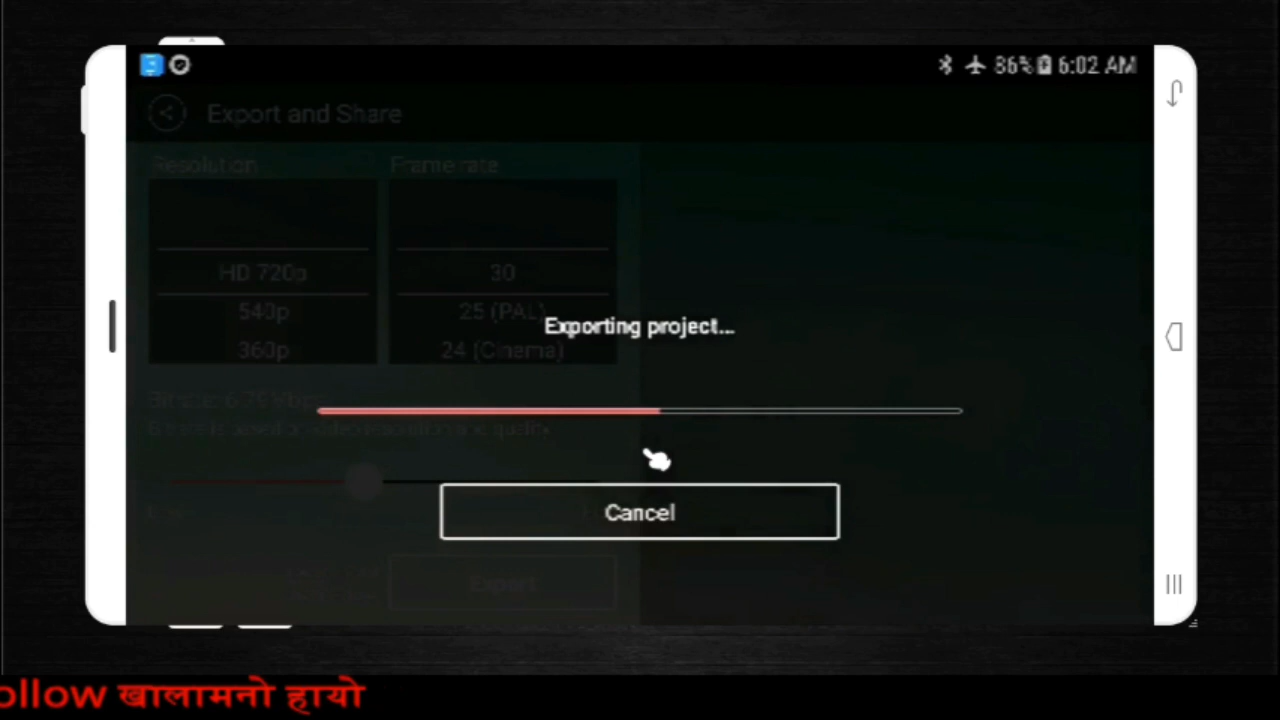 86% 6:02 AM
Export and Share
Resolution Frame rate
HD 720p 30
540p 25 (PAL)
360p 24 (Cinema)
Exporting project...
Cancel
Export
ollow खालामनो हायो